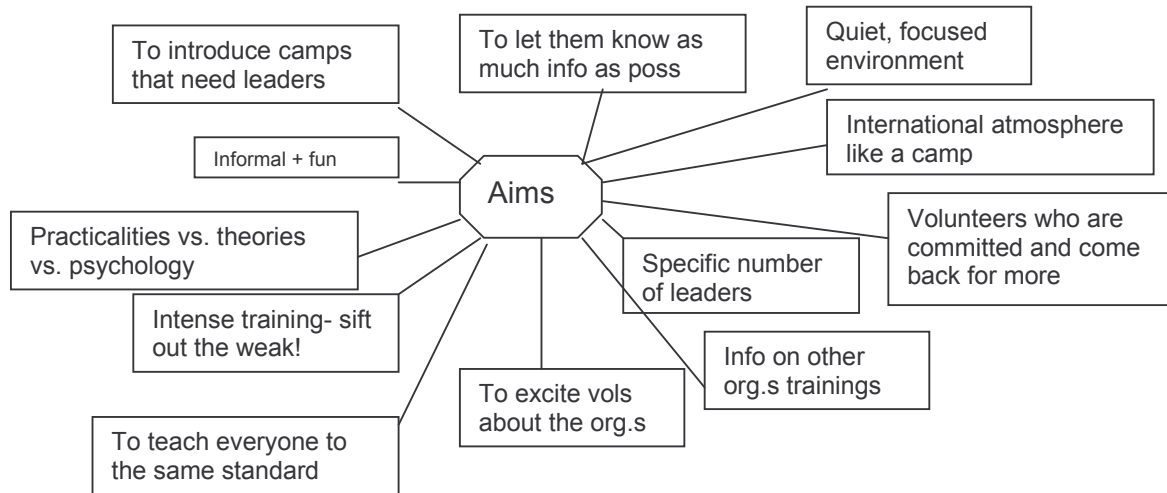 To introduce camps
that need leaders
To let them know as
much info as poss
Quiet, focused
environment
International atmosphere
like a camp
Informal + fun
Aims
Practicalities vs. theories
vs. psychology
Volunteers who are
committed and come
back for more
Specific number
of leaders
Intense training- sift
out the weak!
Info on other
org.s trainings
To excite vols
about the org.s
To teach everyone to
the same standard